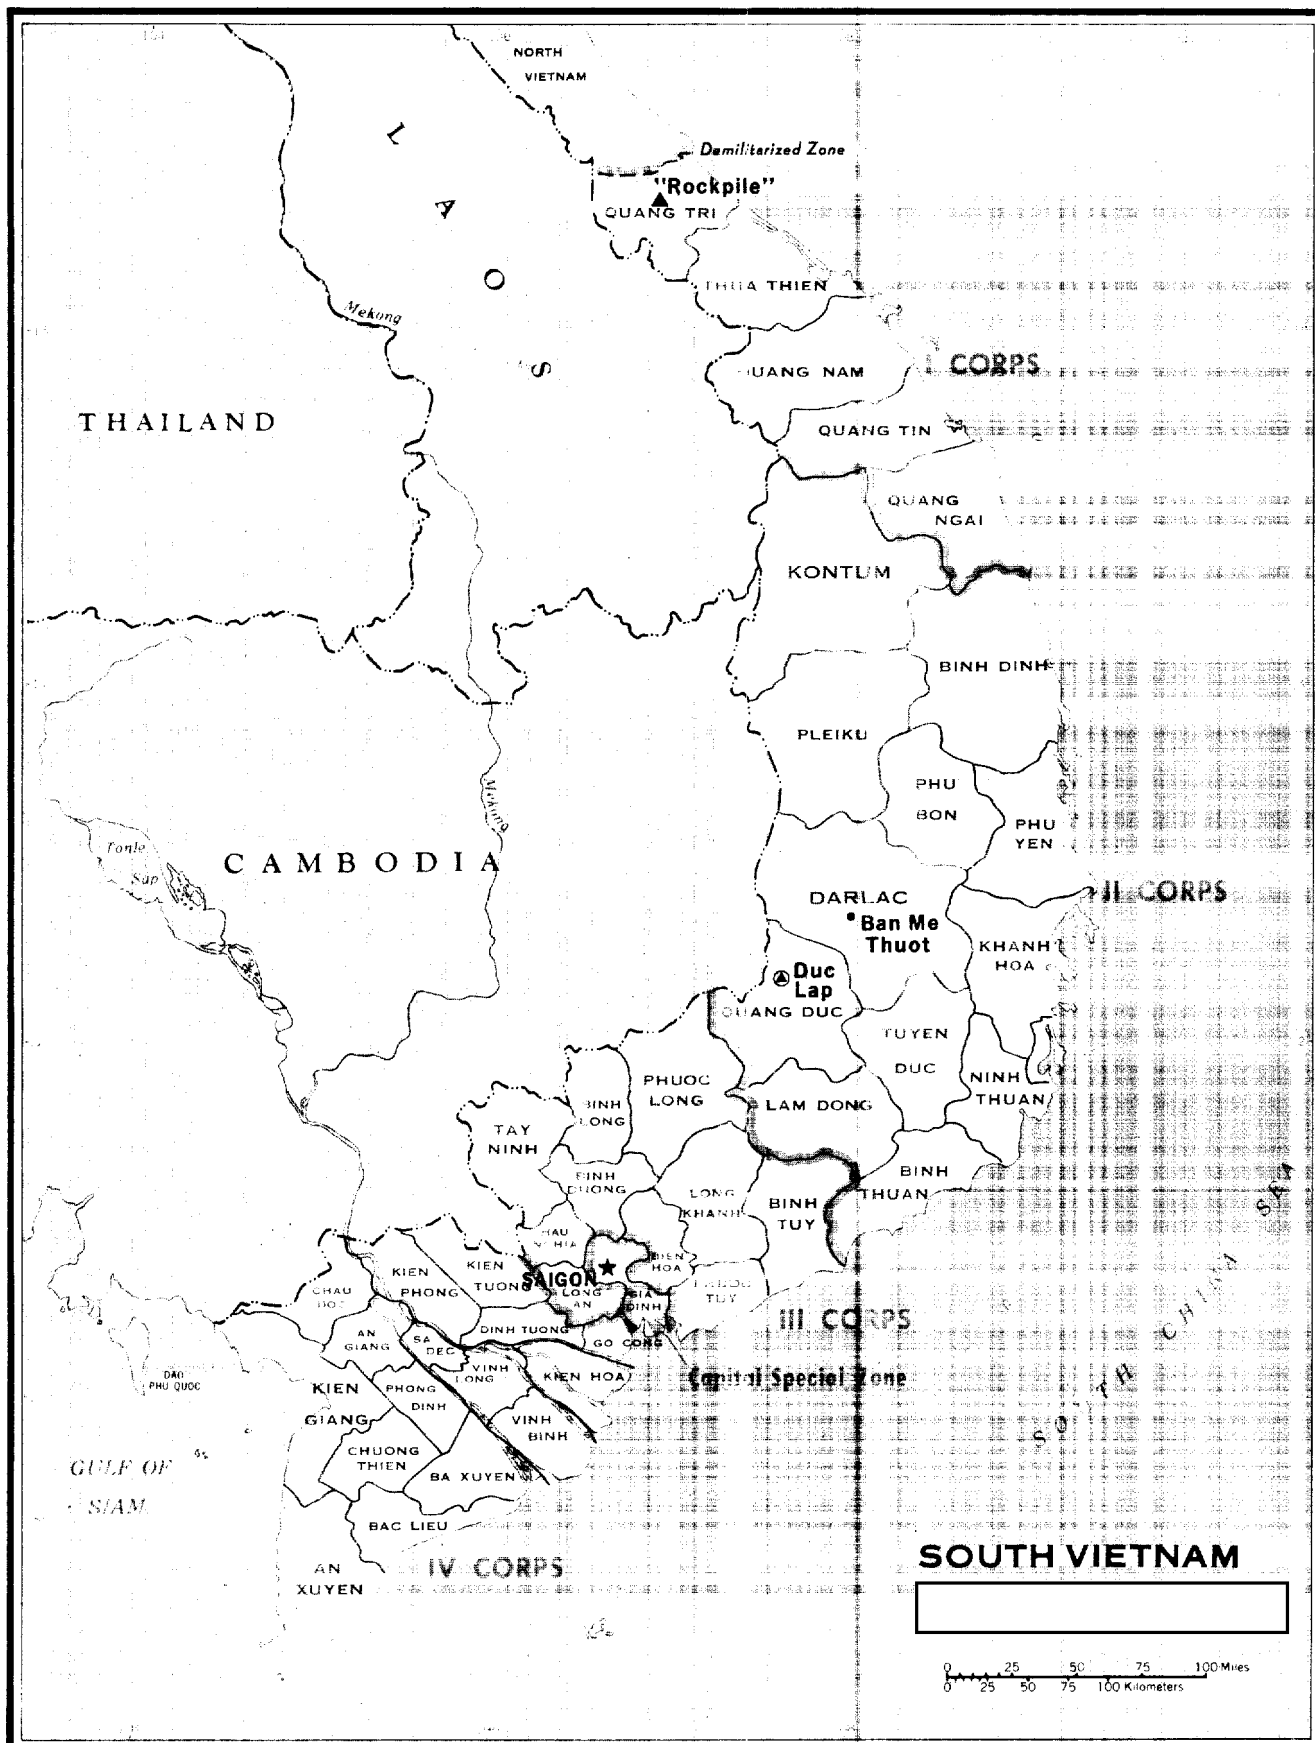 NORTH
VIETNAM
L A O S
Demilitarized Zone
"Rockpile"
QUANG TRI
THUA THIEN
Mekong
I CORPS
UANG NAM
THAILAND
QUANG TIN
QUANG
NGAI
KONTUM
BINH DINH
PLEIKU
PHU
BON
Mekong
PHU
YEN
Tonle
Sap
CAMBODIA
DARLAC
II CORPS
Ban Me
Thuot
KHANH
HOA
Duc
Lap
QUANG DUC
TUYEN
DUC
PHUOC
LONG
NINH
THUAN
LAM DONG
BINH
LONG
TAY
NINH
BINH
DUONG
BINH
THUAN
LONG
KHANH
BINH
TUY
HAU
NGHIA
BIEN
HOA
KIEN
PHONG
KIEN
TUONG
SAIGON
LONG
AN
GIA
DINH
PHUOC
TUY
CHAU
DOC
III CORPS
DINH TUONG
AN
GIANG
SA
DEC
GO CONG
VINH
LONG
KIEN HOA
Capital Special Zone
DAO
PHU QUOC
KIEN
GIANG
PHONG
DINH
VINH
BINH
CHUONG
THIEN
BA XUYEN
GULF OF
SIAM
SOUTH CHINA SEA
BAC LIEU
IV CORPS
AN
XUYEN
SOUTH VIETNAM
0 25 50 75 100 Miles
0 25 50 75 100 Kilometers